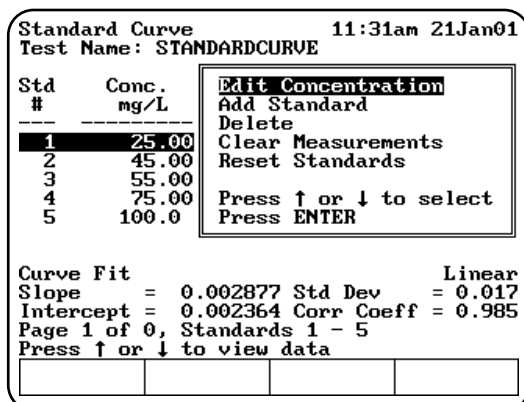 Standard Curve 11:31am 21Jan01
Test Name: STANDARDCURVE
Std Conc.
# mg/L
--- ---------
1 25.00
2 45.00
3 55.00
4 75.00
5 100.0
Edit Concentration
Add Standard
Delete
Clear Measurements
Reset Standards
Press ↑ or ↓ to select
Press ENTER
Curve Fit Linear
Slope = 0.002877 Std Dev = 0.017
Intercept = 0.002364 Corr Coeff = 0.985
Page 1 of 0, Standards 1 - 5
Press ↑ or ↓ to view data